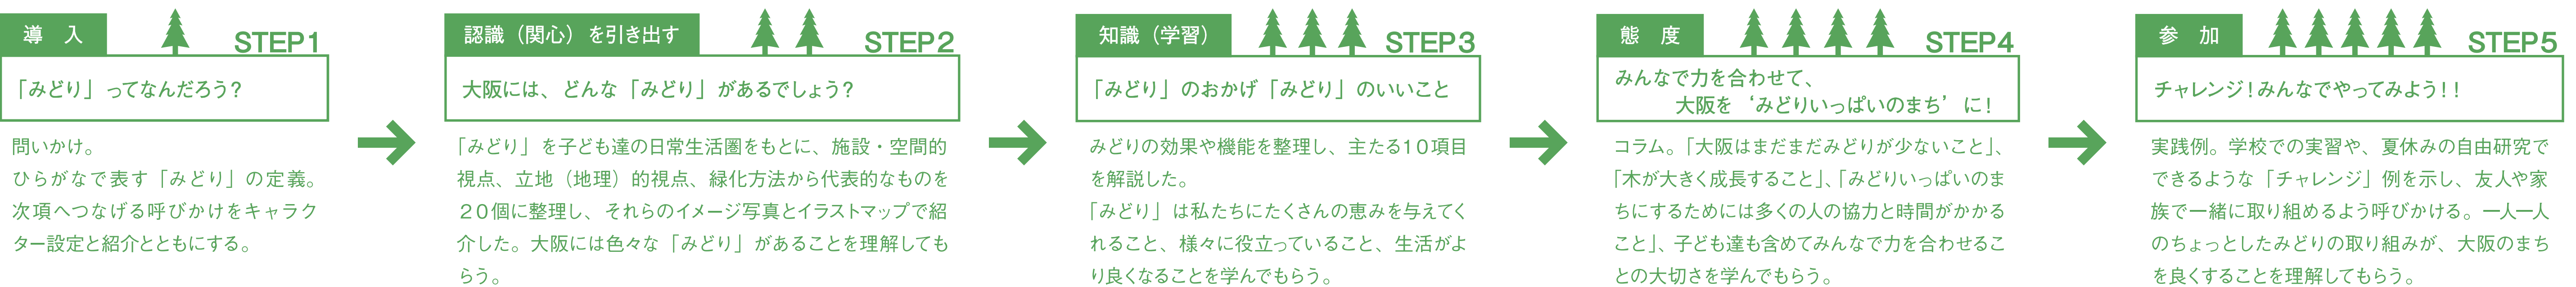 導　入
STEP1
「みどり」ってなんだろう?
問いかけ。
ひらがなで表す「みどり」の定義。
次項へつなげる呼びかけをキャラク
ター設定と紹介とともにする。
認識（関心）を引き出す
STEP2
大阪には、どんな「みどり」があるでしょう?
「みどり」を子ども達の日常生活圏をもとに、施設・空間的
視点、立地（地理）的視点、緑化方法から代表的なものを
２０個に整理し、それらのイメージ写真とイラストマップで紹
介した。大阪には色々な「みどり」があることを理解しても
らう。
知識（学習）
STEP3
「みどり」のおかげ「みどり」のいいこと
みどりの効果や機能を整理し、主たる１０項目
を解説した。
「みどり」は私たちにたくさんの恵みを与えてく
れること、様々に役立っていること、生活がよ
り良くなることを学んでもらう。
態　度
STEP4
みんなで力を合わせて、
大阪を‘みどりいっぱいのまち’に!
コラム。「大阪はまだまだみどりが少ないこと」、
「木が大きく成長すること」、「みどりいっぱいのま
ちにするためには多くの人の協力と時間がかかる
こと」、子ども達も含めてみんなで力を合わせるこ
との大切さを学んでもらう。
参　加
STEP5
チャレンジ!みんなでやってみよう!!
実践例。学校での実習や、夏休みの自由研究で
できるような「チャレンジ」例を示し、友人や家
族で一緒に取り組めるよう呼びかける。一人一人
のちょっとしたみどりの取り組みが、大阪のまち
を良くすることを理解してもらう。